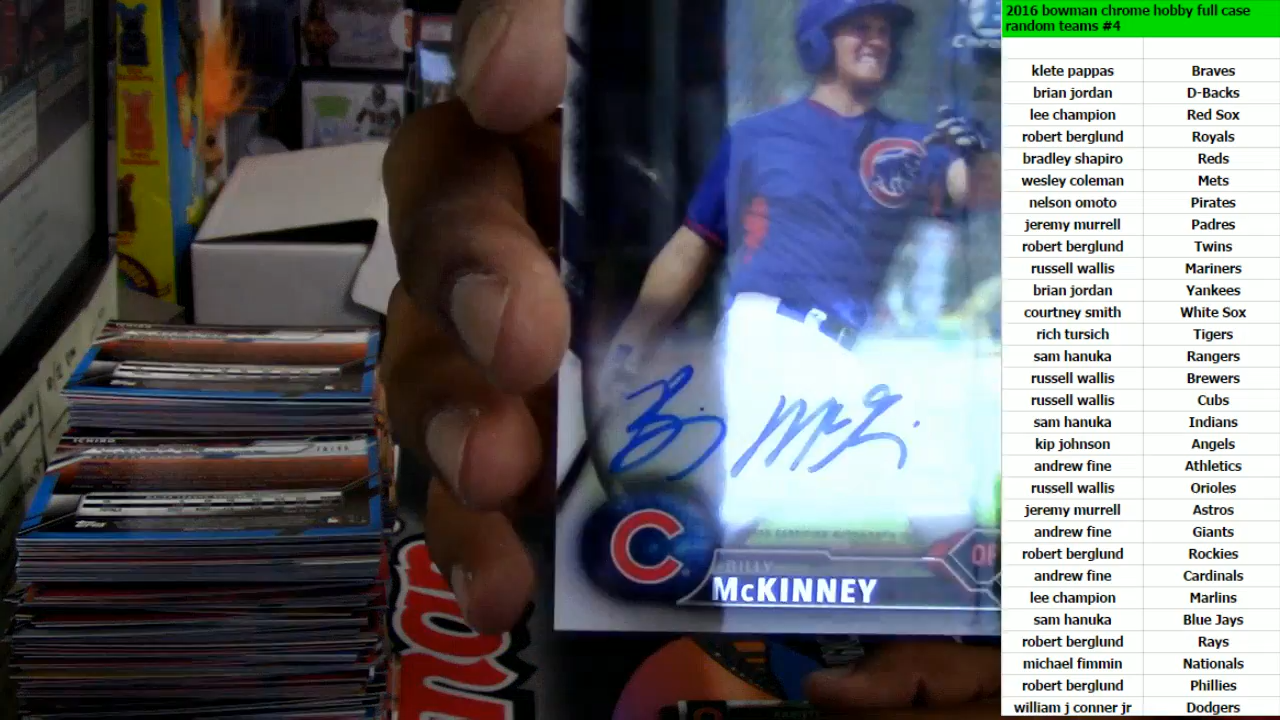 2016 bowman chrome hobby full case
random teams #4
klete pappas Braves
brian jordan D-Backs
lee champion Red Sox
robert berglund Royals
bradley shapiro Reds
wesley coleman Mets
nelson omoto Pirates
jeremy murrell Padres
robert berglund Twins
russell wallis Mariners
brian jordan Yankees
courtney smith White Sox
rich tursich Tigers
sam hanuka Rangers
russell wallis Brewers
russell wallis Cubs
sam hanuka Indians
kip johnson Angels
andrew fine Athletics
russell wallis Orioles
jeremy murrell Astros
andrew fine Giants
robert berglund Rockies
andrew fine Cardinals
lee champion Marlins
sam hanuka Blue Jays
robert berglund Rays
michael fimmin Nationals
robert berglund Phillies
william j conner jr Dodgers
C
BILLY
McKINNEY
OF
ICHIRO
Topps